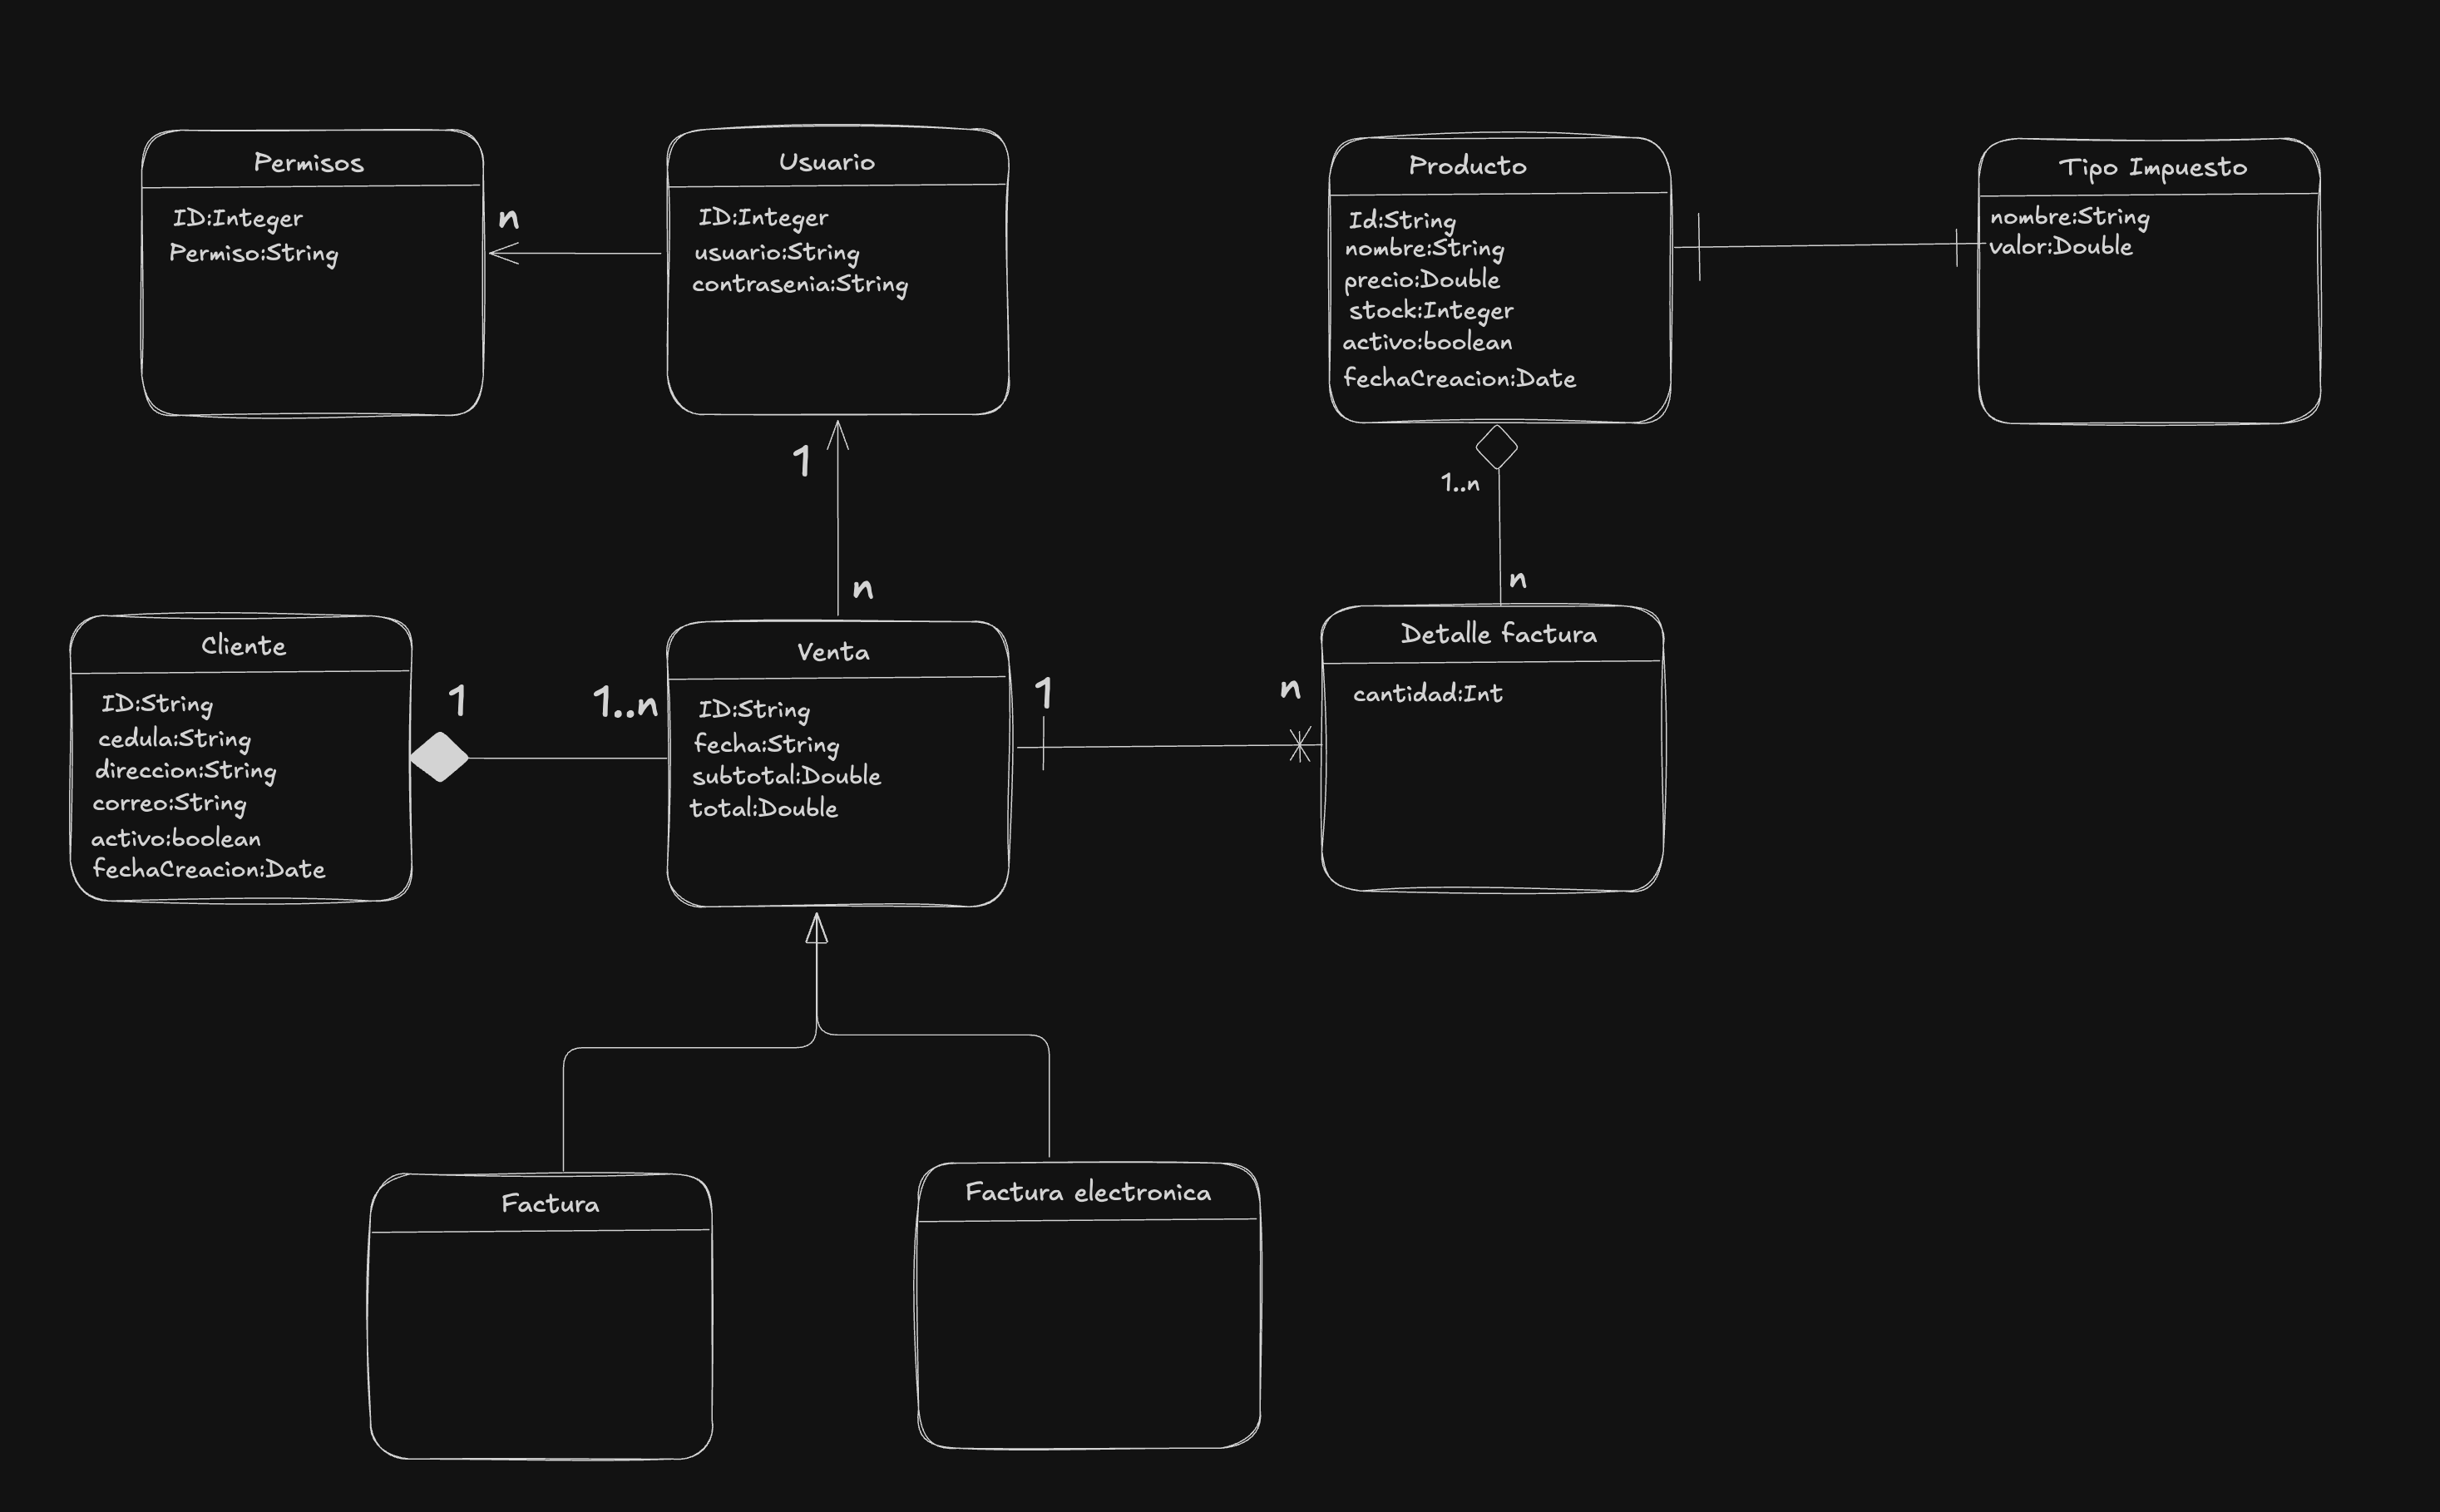 Permisos
ID:Integer
Permiso:String
n
Usuario
ID:Integer
usuario:String
contrasenia:String
Producto
Id:String
nombre:String
precio:Double
stock:Integer
activo:boolean
fechaCreacion:Date
Tipo Impuesto
nombre:String
valor:Double
1
n
1..n
n
Cliente
ID:String
cedula:String
direccion:String
correo:String
activo:boolean
fechaCreacion:Date
1
1..n
Venta
ID:String
fecha:String
subtotal:Double
total:Double
1
n
Detalle factura
cantidad:Int
Factura
Factura electronica